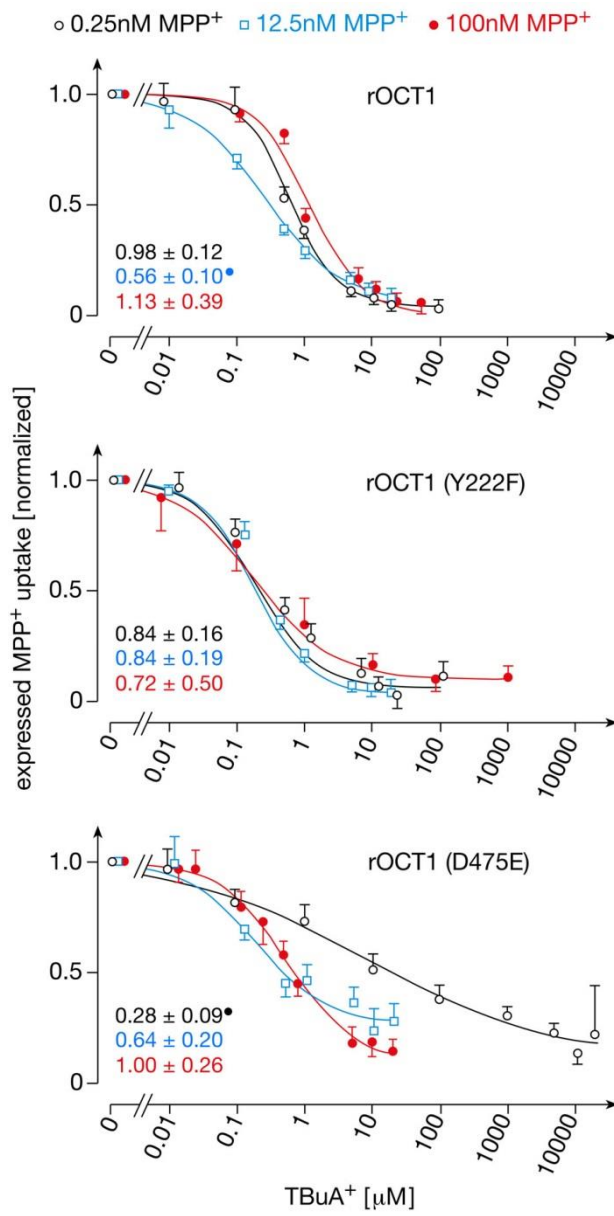 0.25nM MPP⁺ 12.5nM MPP⁺ 100nM MPP⁺
rOCT1
1.0
0.5
0
0.98 ± 0.12
0.56 ± 0.10•
1.13 ± 0.39
0 0.01 0.1 1 10 100 1000 10000
rOCT1 (Y222F)
1.0
0.5
0
0.84 ± 0.16
0.84 ± 0.19
0.72 ± 0.50
0 0.01 0.1 1 10 100 1000 10000
expressed MPP⁺ uptake [normalized]
rOCT1 (D475E)
1.0
0.5
0
0.28 ± 0.09•
0.64 ± 0.20
1.00 ± 0.26
0 0.01 0.1 1 10 100 1000 10000
TBuA⁺ [µM]